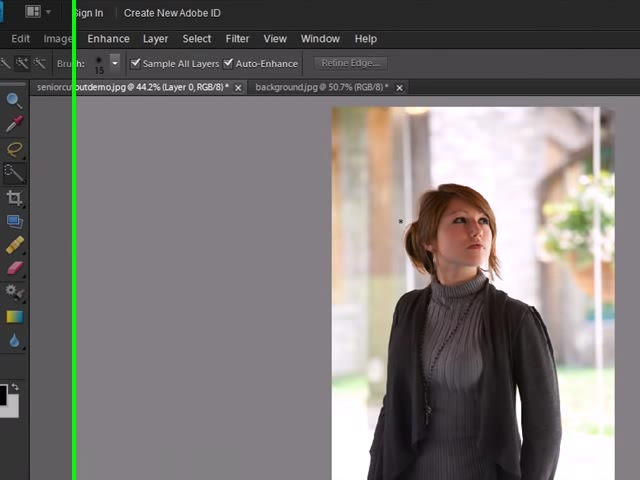 Sign In Create New Adobe ID
Edit Image Enhance Layer Select Filter View Window Help
Brush: 15 Sample All Layers Auto-Enhance Refine Edge...
seniorcutoutdemo.jpg @ 44.2% (Layer 0, RGB/8) * background.jpg @ 50.7% (RGB/8) *